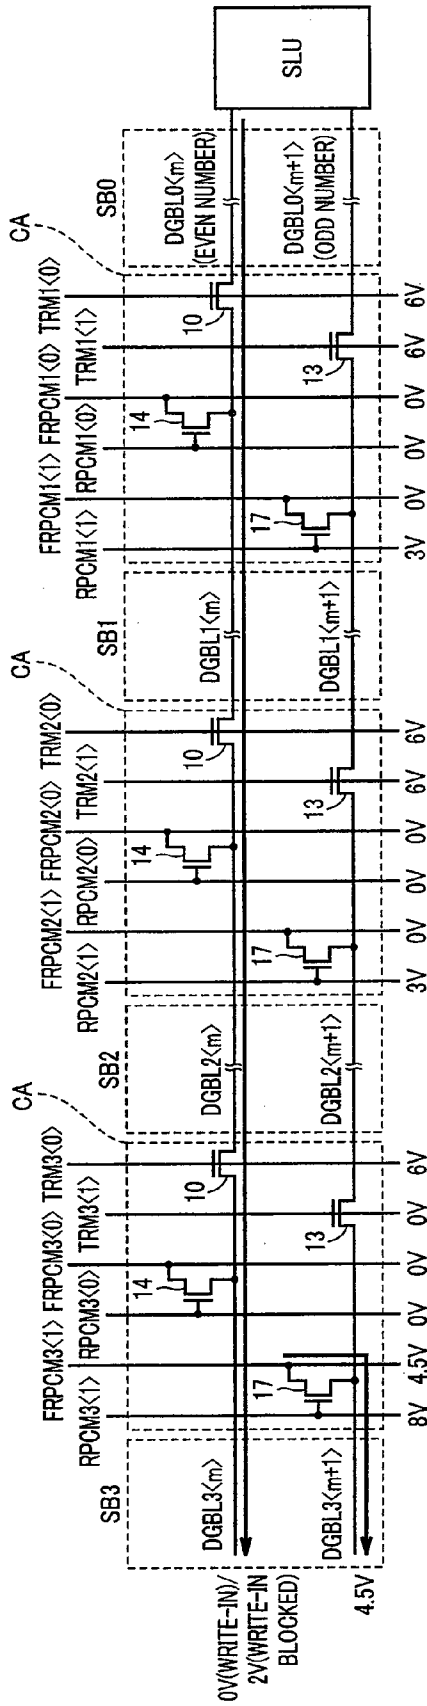 CA
CA
CA
FRPCM3⟨1⟩
FRPCM3⟨0⟩
TRM3⟨0⟩
FRPCM2⟨1⟩
FRPCM2⟨0⟩
TRM2⟨0⟩
FRPCM1⟨1⟩
FRPCM1⟨0⟩
TRM1⟨0⟩
RPCM3⟨1⟩
RPCM3⟨0⟩
TRM3⟨1⟩
RPCM2⟨1⟩
RPCM2⟨0⟩
TRM2⟨1⟩
RPCM1⟨1⟩
RPCM1⟨0⟩
TRM1⟨1⟩
SB3
SB2
SB1
SB0
14
14
14
DGBL3⟨m⟩
10
DGBL2⟨m⟩
10
DGBL1⟨m⟩
10
DGBL0⟨m⟩
(EVEN NUMBER)
SLU
0V(WRITE-IN)/
2V(WRITE-IN
BLOCKED)
17
17
17
DGBL3⟨m+1⟩
13
DGBL2⟨m+1⟩
13
DGBL1⟨m+1⟩
13
DGBL0⟨m+1⟩
(ODD NUMBER)
4.5V
8V 4.5V 0V 0V 0V 6V
3V 0V 0V 0V 6V 6V
3V 0V 0V 0V 6V 6V